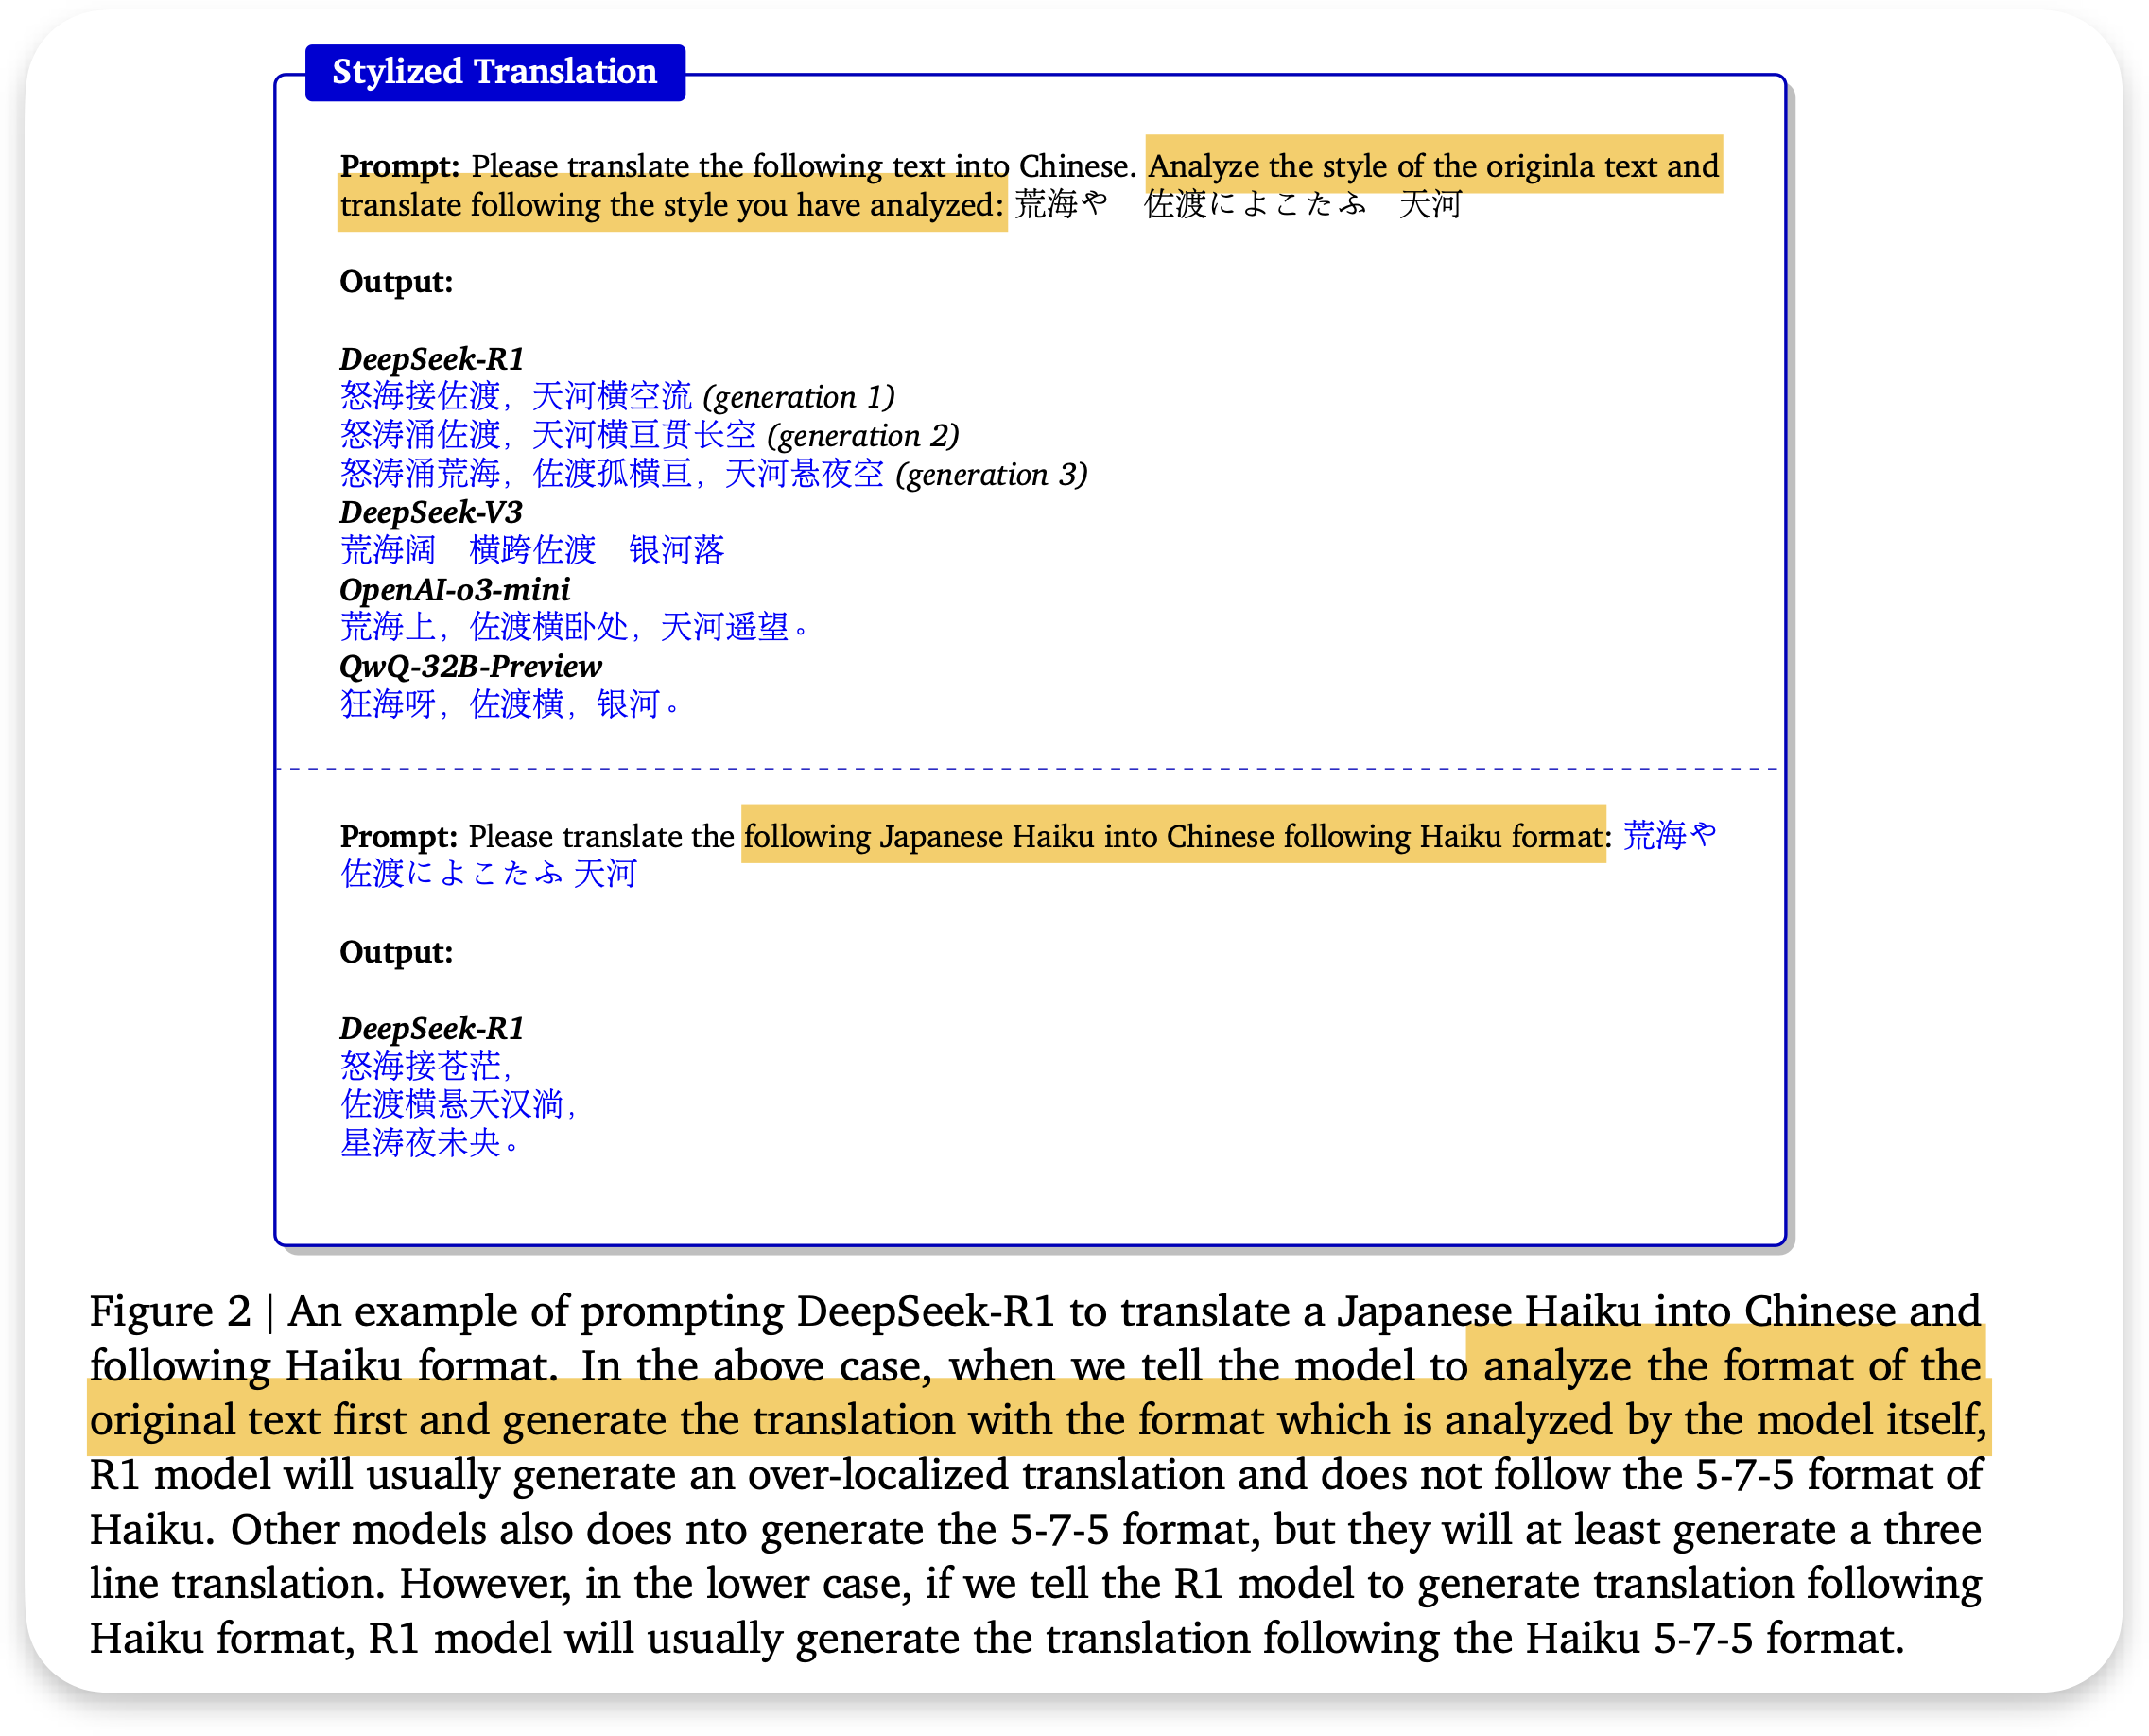 Stylized Translation
Prompt: Please translate the following text into Chinese. Analyze the style of the originla text and
translate following the style you have analyzed: 荒海や　佐渡によこたふ　天河
Output:
DeepSeek-R1
怒海接佐渡，天河横空流 (generation 1)
怒涛涌佐渡，天河横亘贯长空 (generation 2)
怒涛涌荒海，佐渡孤横亘，天河悬夜空 (generation 3)
DeepSeek-V3
荒海阔　横跨佐渡　银河落
OpenAI-o3-mini
荒海上，佐渡横卧处，天河遥望。
QwQ-32B-Preview
狂海呀，佐渡横，银河。
Prompt: Please translate the following Japanese Haiku into Chinese following Haiku format: 荒海や
佐渡によこたふ 天河
Output:
DeepSeek-R1
怒海接苍茫，
佐渡横悬天汉淌，
星涛夜未央。
Figure 2 | An example of prompting DeepSeek-R1 to translate a Japanese Haiku into Chinese and
following Haiku format. In the above case, when we tell the model to analyze the format of the
original text first and generate the translation with the format which is analyzed by the model itself,
R1 model will usually generate an over-localized translation and does not follow the 5-7-5 format of
Haiku. Other models also does nto generate the 5-7-5 format, but they will at least generate a three
line translation. However, in the lower case, if we tell the R1 model to generate translation following
Haiku format, R1 model will usually generate the translation following the Haiku 5-7-5 format.